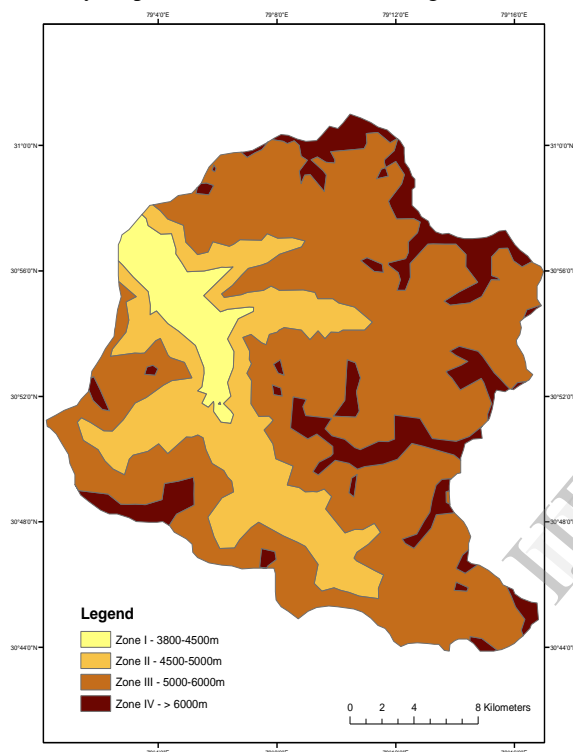 79°4'0"E 79°8'0"E 79°12'0"E 79°16'0"E
31°0'0"N 31°0'0"N
30°56'0"N 30°56'0"N
30°52'0"N 30°52'0"N
30°48'0"N 30°48'0"N
30°44'0"N 30°44'0"N
Legend
Zone I - 3800-4500m
Zone II - 4500-5000m
Zone III - 5000-6000m
Zone IV - > 6000m
0 2 4 8 Kilometers